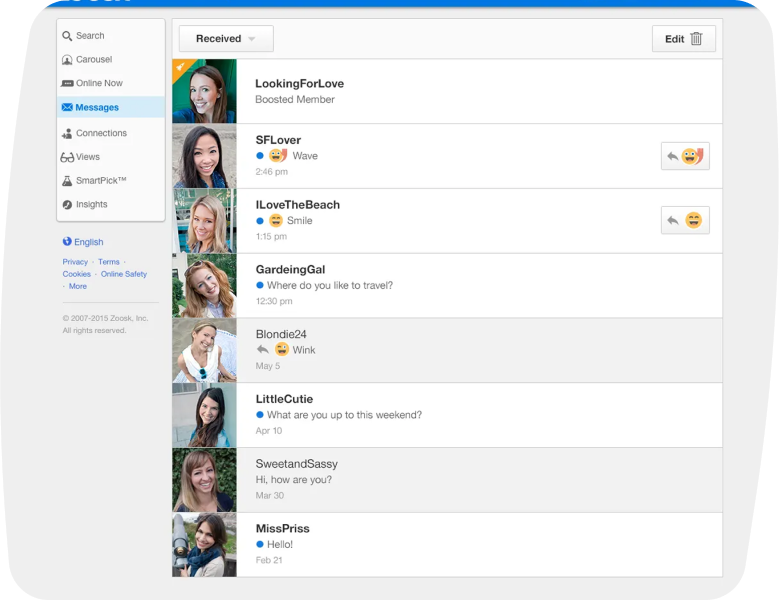 Search
Carousel
Online Now
Messages
Connections
Views
SmartPick™
Insights
English
Privacy · Terms ·
Cookies · Online Safety
· More
© 2007-2015 Zoosk, Inc.
All rights reserved.
Received
Edit
LookingForLove
Boosted Member
SFLover
Wave
2:46 pm
ILoveTheBeach
Smile
1:15 pm
GardeingGal
Where do you like to travel?
12:30 pm
Blondie24
Wink
May 5
LittleCutie
What are you up to this weekend?
Apr 10
SweetandSassy
Hi, how are you?
Mar 30
MissPriss
Hello!
Feb 21